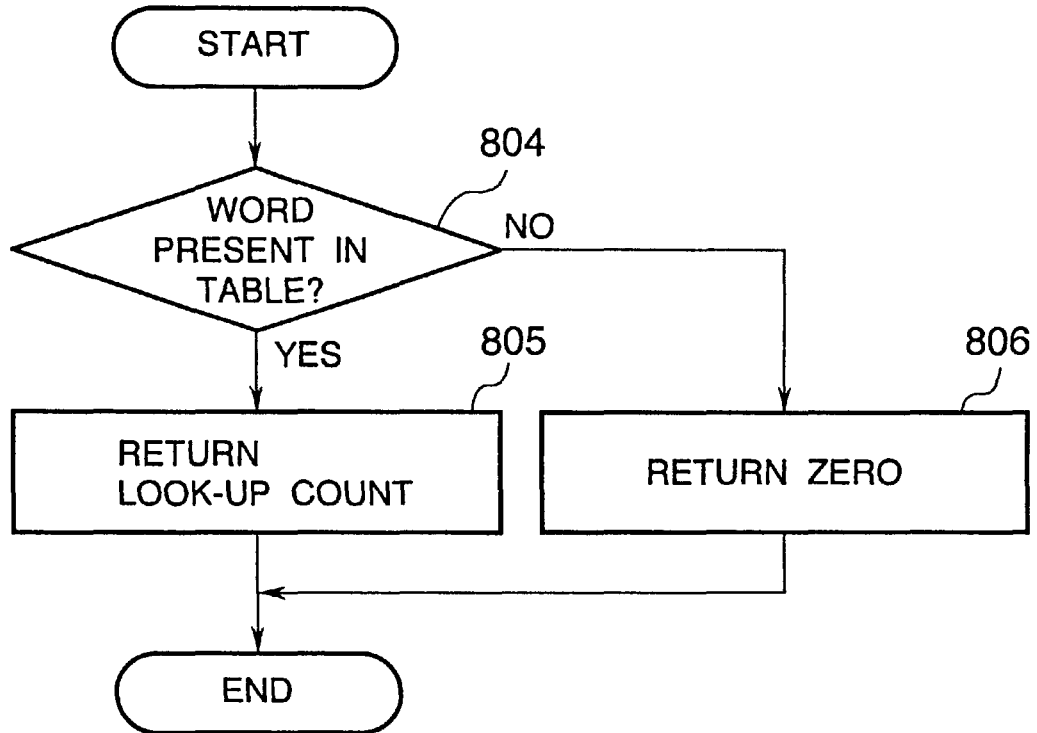 START
804
WORD
PRESENT IN
TABLE?
NO
YES
805
RETURN
LOOK-UP COUNT
806
RETURN ZERO
END